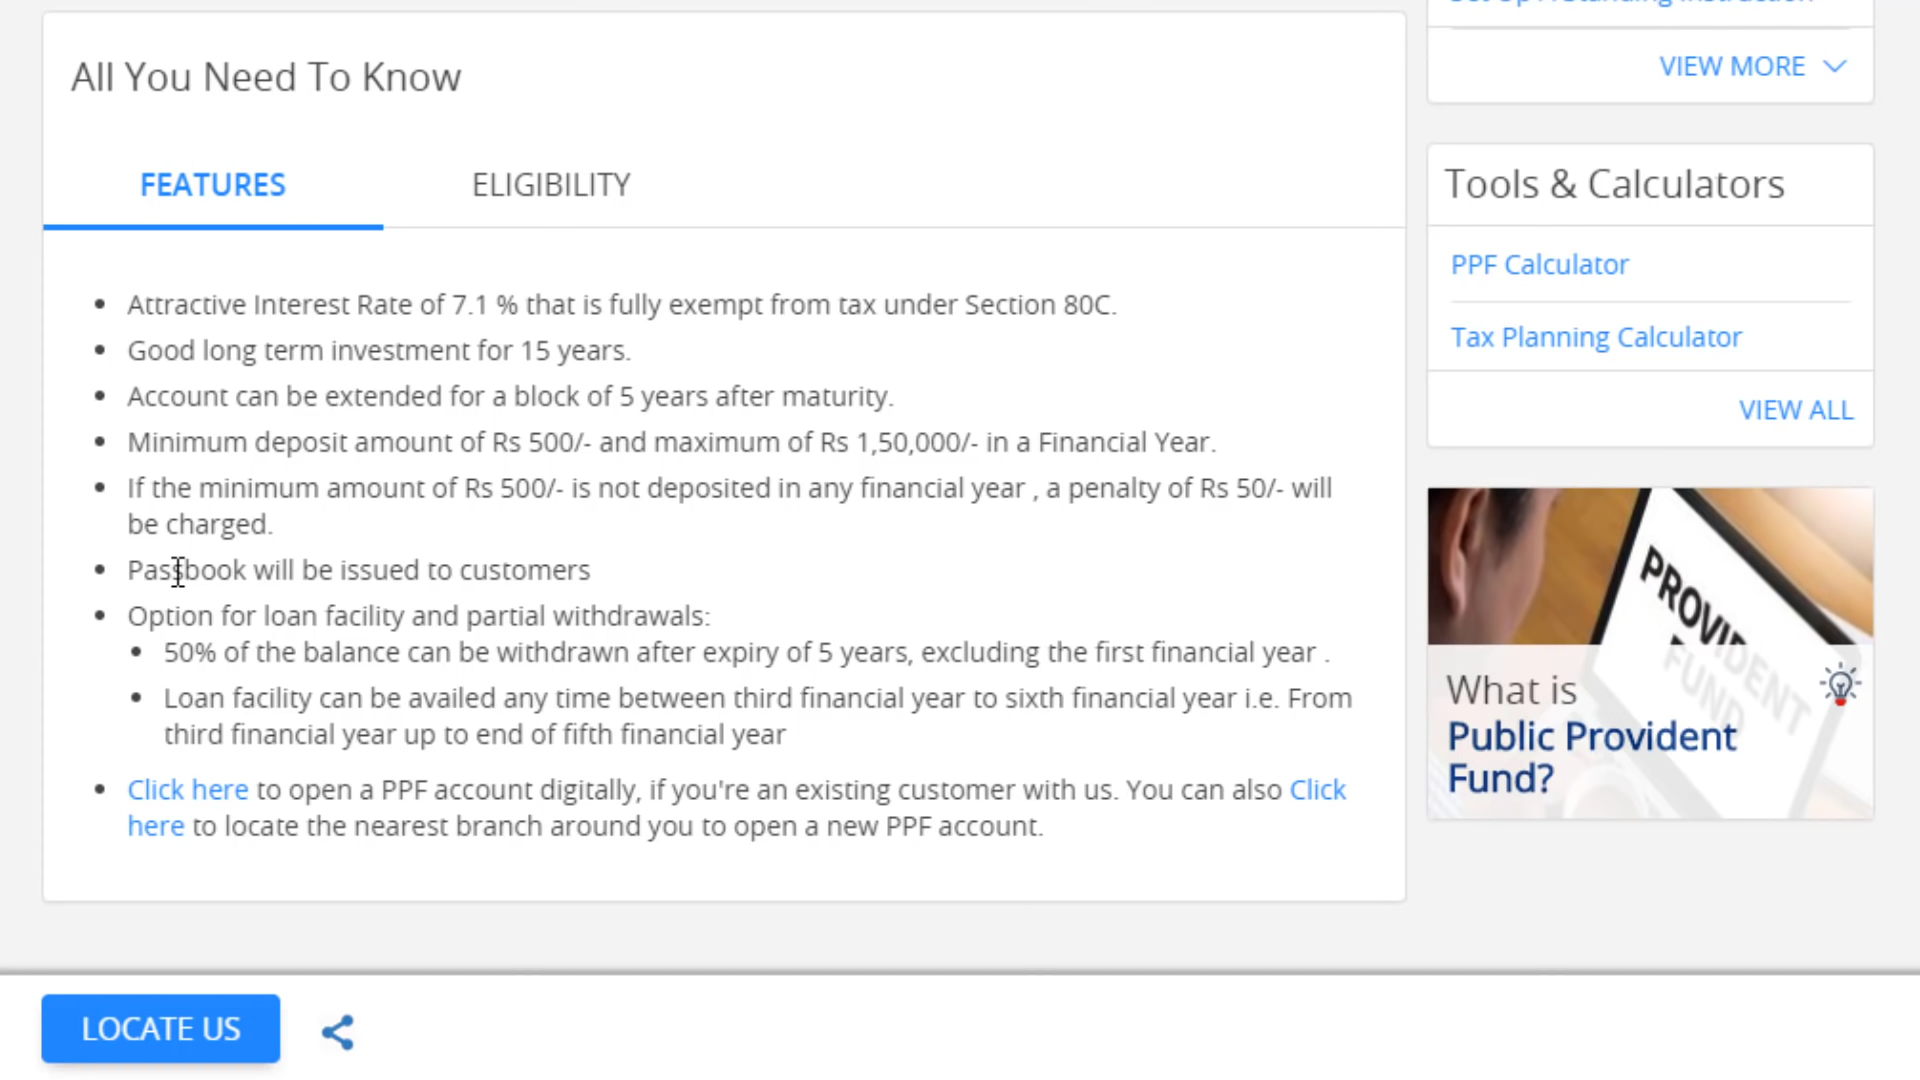 Set Up A Standing Instruction
VIEW MORE
All You Need To Know
FEATURES
ELIGIBILITY
Attractive Interest Rate of 7.1 % that is fully exempt from tax under Section 80C.
Good long term investment for 15 years.
Account can be extended for a block of 5 years after maturity.
Minimum deposit amount of Rs 500/- and maximum of Rs 1,50,000/- in a Financial Year.
If the minimum amount of Rs 500/- is not deposited in any financial year , a penalty of Rs 50/- will
be charged.
Passbook will be issued to customers
Option for loan facility and partial withdrawals:
50% of the balance can be withdrawn after expiry of 5 years, excluding the first financial year .
Loan facility can be availed any time between third financial year to sixth financial year i.e. From
third financial year up to end of fifth financial year
Click here to open a PPF account digitally, if you're an existing customer with us. You can also Click
here to locate the nearest branch around you to open a new PPF account.
Tools & Calculators
PPF Calculator
Tax Planning Calculator
VIEW ALL
PROVIDENT
FUND
What is
Public Provident
Fund?
LOCATE US